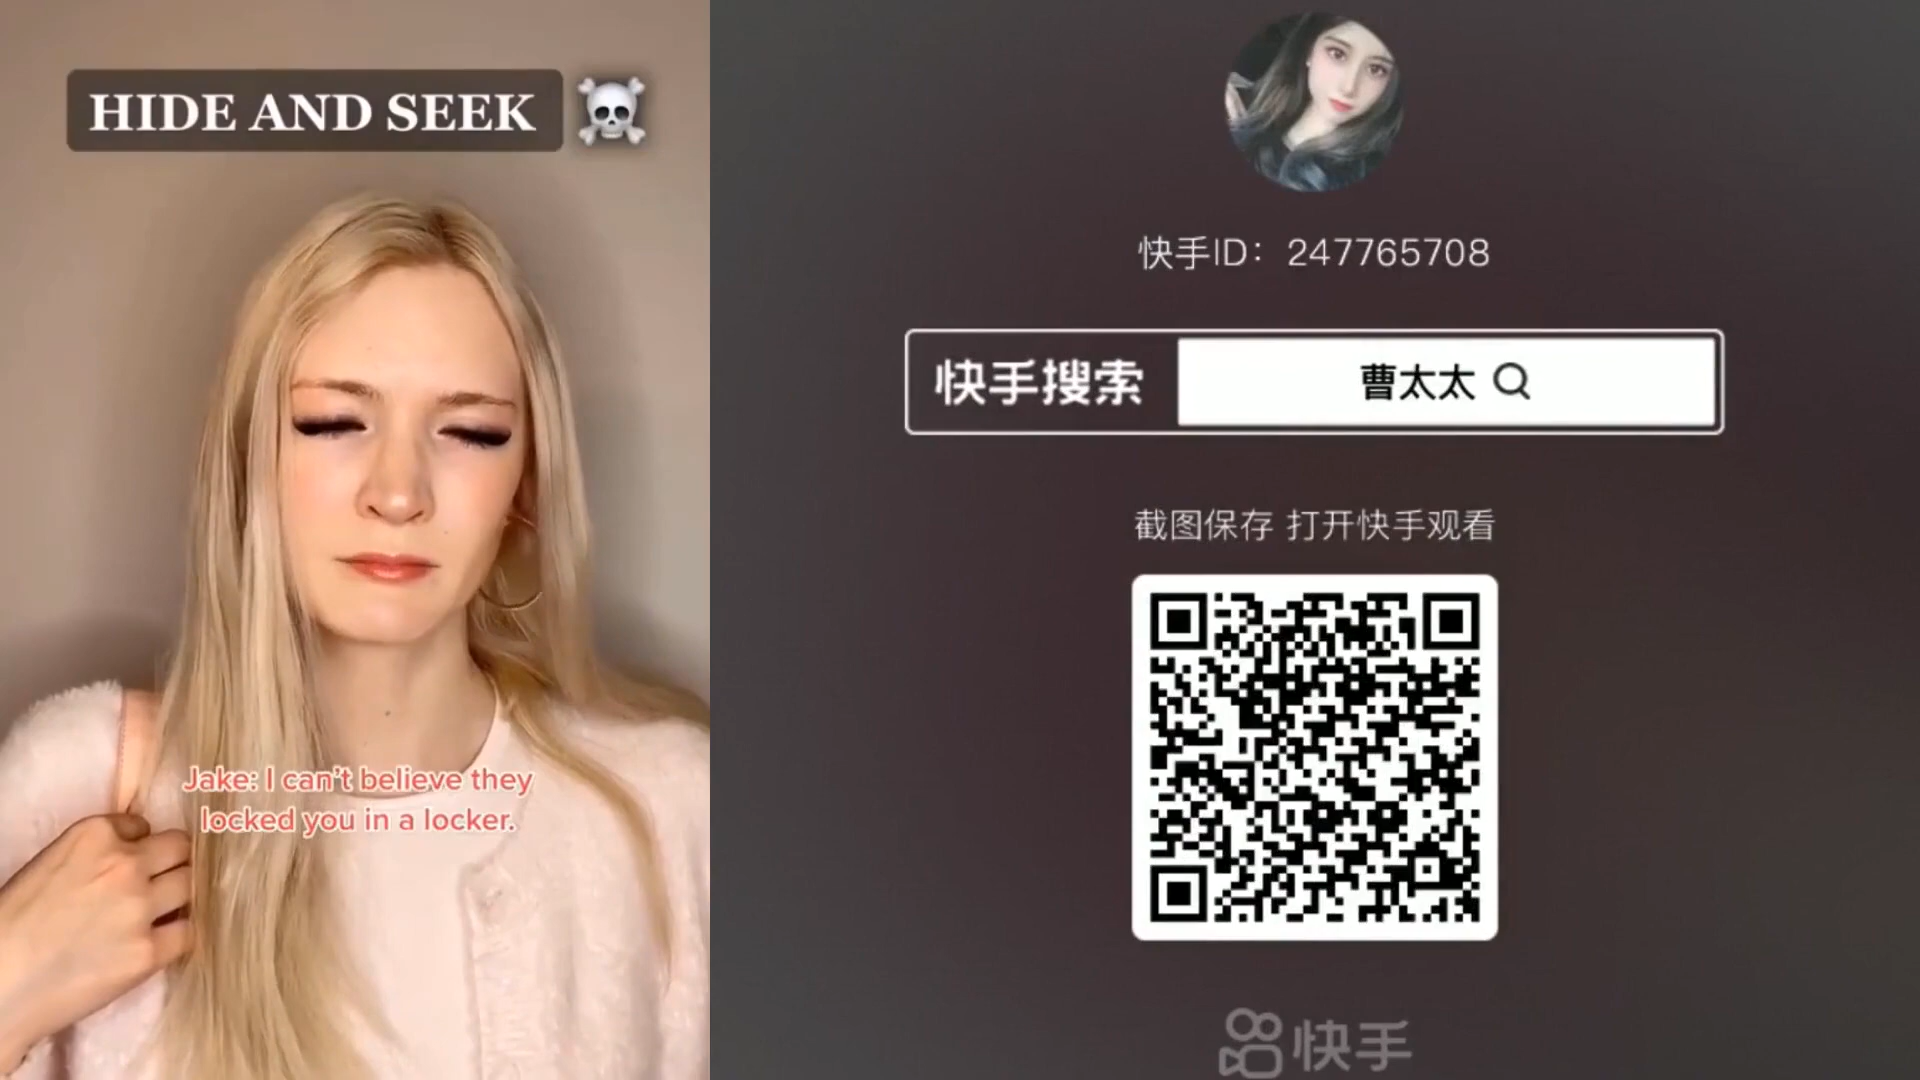 HIDE AND SEEK ☠️
Jake: I can't believe they
locked you in a locker.
快手ID：247765708
快手搜索 曹太太
截图保存 打开快手观看
快手